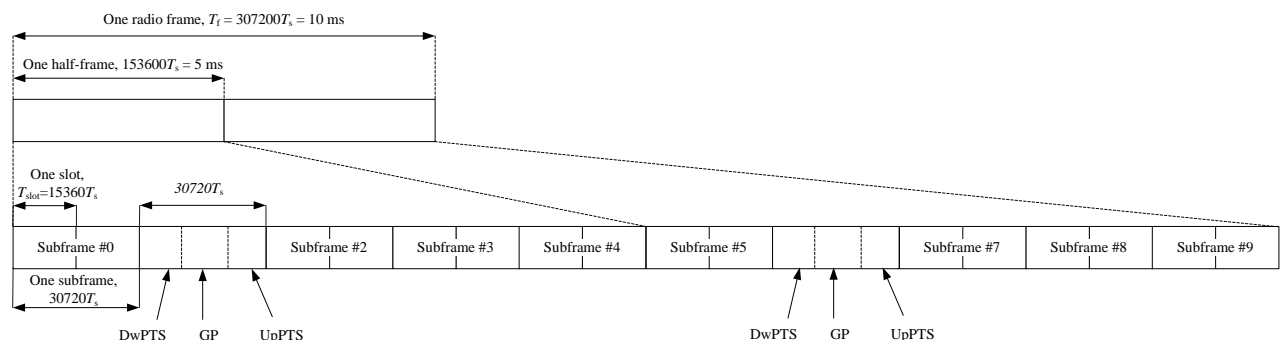 One radio frame, Tf = 307200Ts = 10 ms
One half-frame, 153600Ts = 5 ms
One slot,
Tslot=15360Ts
30720Ts
Subframe #0
Subframe #2
Subframe #3
Subframe #4
Subframe #5
Subframe #7
Subframe #8
Subframe #9
One subframe,
30720Ts
DwPTS
GP
UpPTS
DwPTS
GP
UpPTS